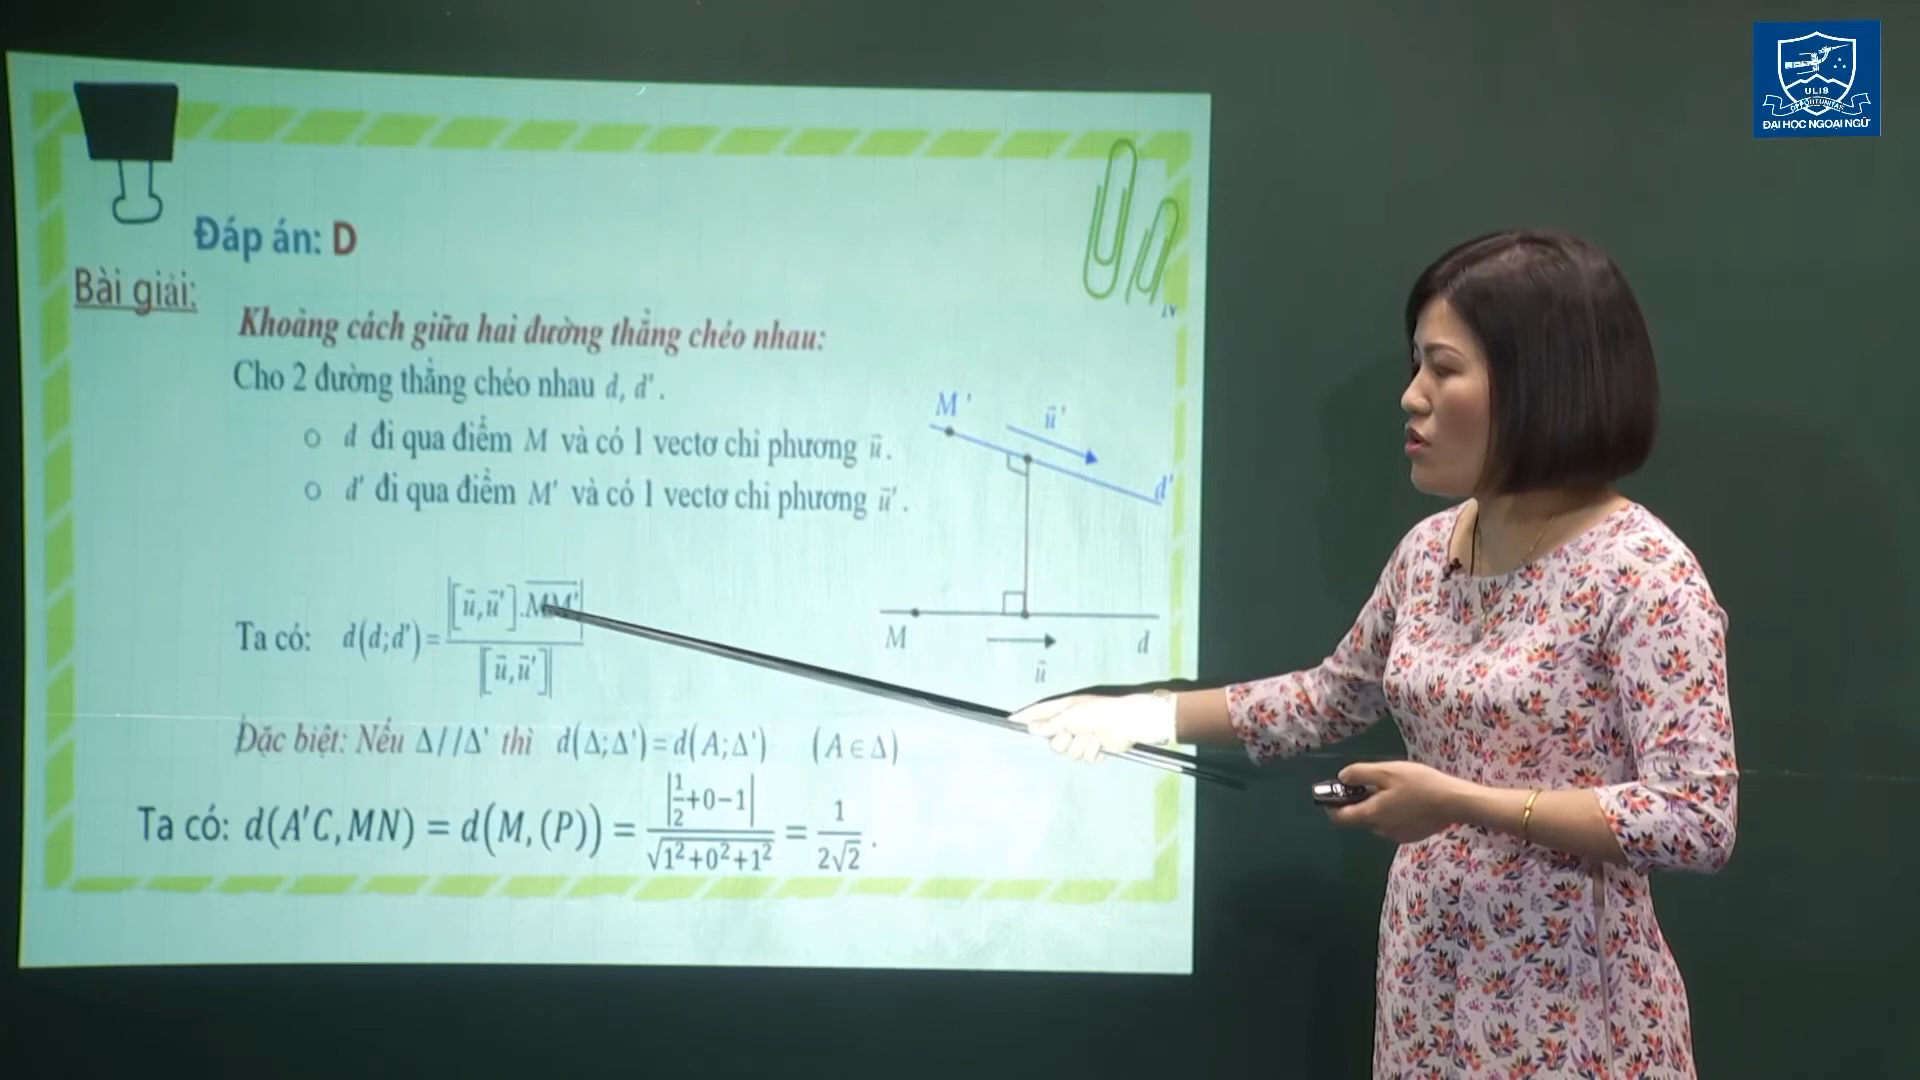 ULIS
ĐẠI HỌC NGOẠI NGỮ
Đáp án: D
Bài giải:
Khoảng cách giữa hai đường thẳng chéo nhau:
Cho 2 đường thẳng chéo nhau d, d'.
○ d đi qua điểm M và có 1 vectơ chỉ phương u⃗.
○ d' đi qua điểm M' và có 1 vectơ chỉ phương u⃗'.
M' u⃗' d'
M u⃗ d
Ta có: d(d;d') = |[u⃗,u⃗'].MM'| / |[u⃗,u⃗']|
Đặc biệt: Nếu Δ//Δ' thì d(Δ;Δ') = d(A;Δ') (A∈Δ)
Ta có: d(A'C, MN) = d(M,(P)) = |1/2+0−1| / √1²+0²+1² = 1/2√2.